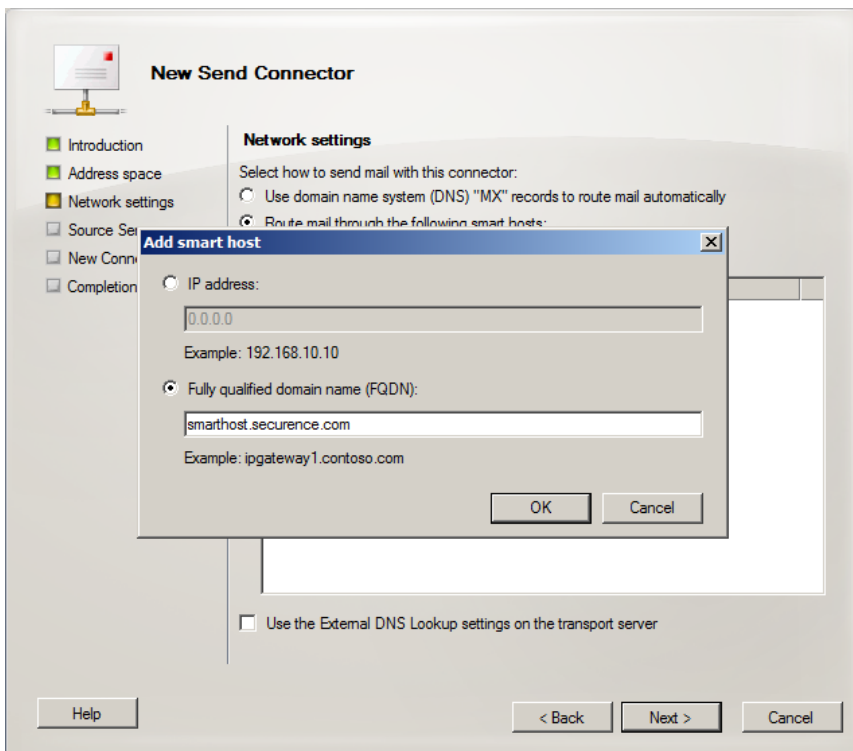 New Send Connector
Introduction
Address space
Network settings
Source Ser
New Conn
Completion
Network settings
Select how to send mail with this connector:
Use domain name system (DNS) "MX" records to route mail automatically
Route mail through the following smart hosts:
Add smart host
IP address:
0.0.0.0
Example: 192.168.10.10
Fully qualified domain name (FQDN):
smarthost.securence.com
Example: ipgateway1.contoso.com
OK
Cancel
Use the External DNS Lookup settings on the transport server
Help
< Back
Next >
Cancel